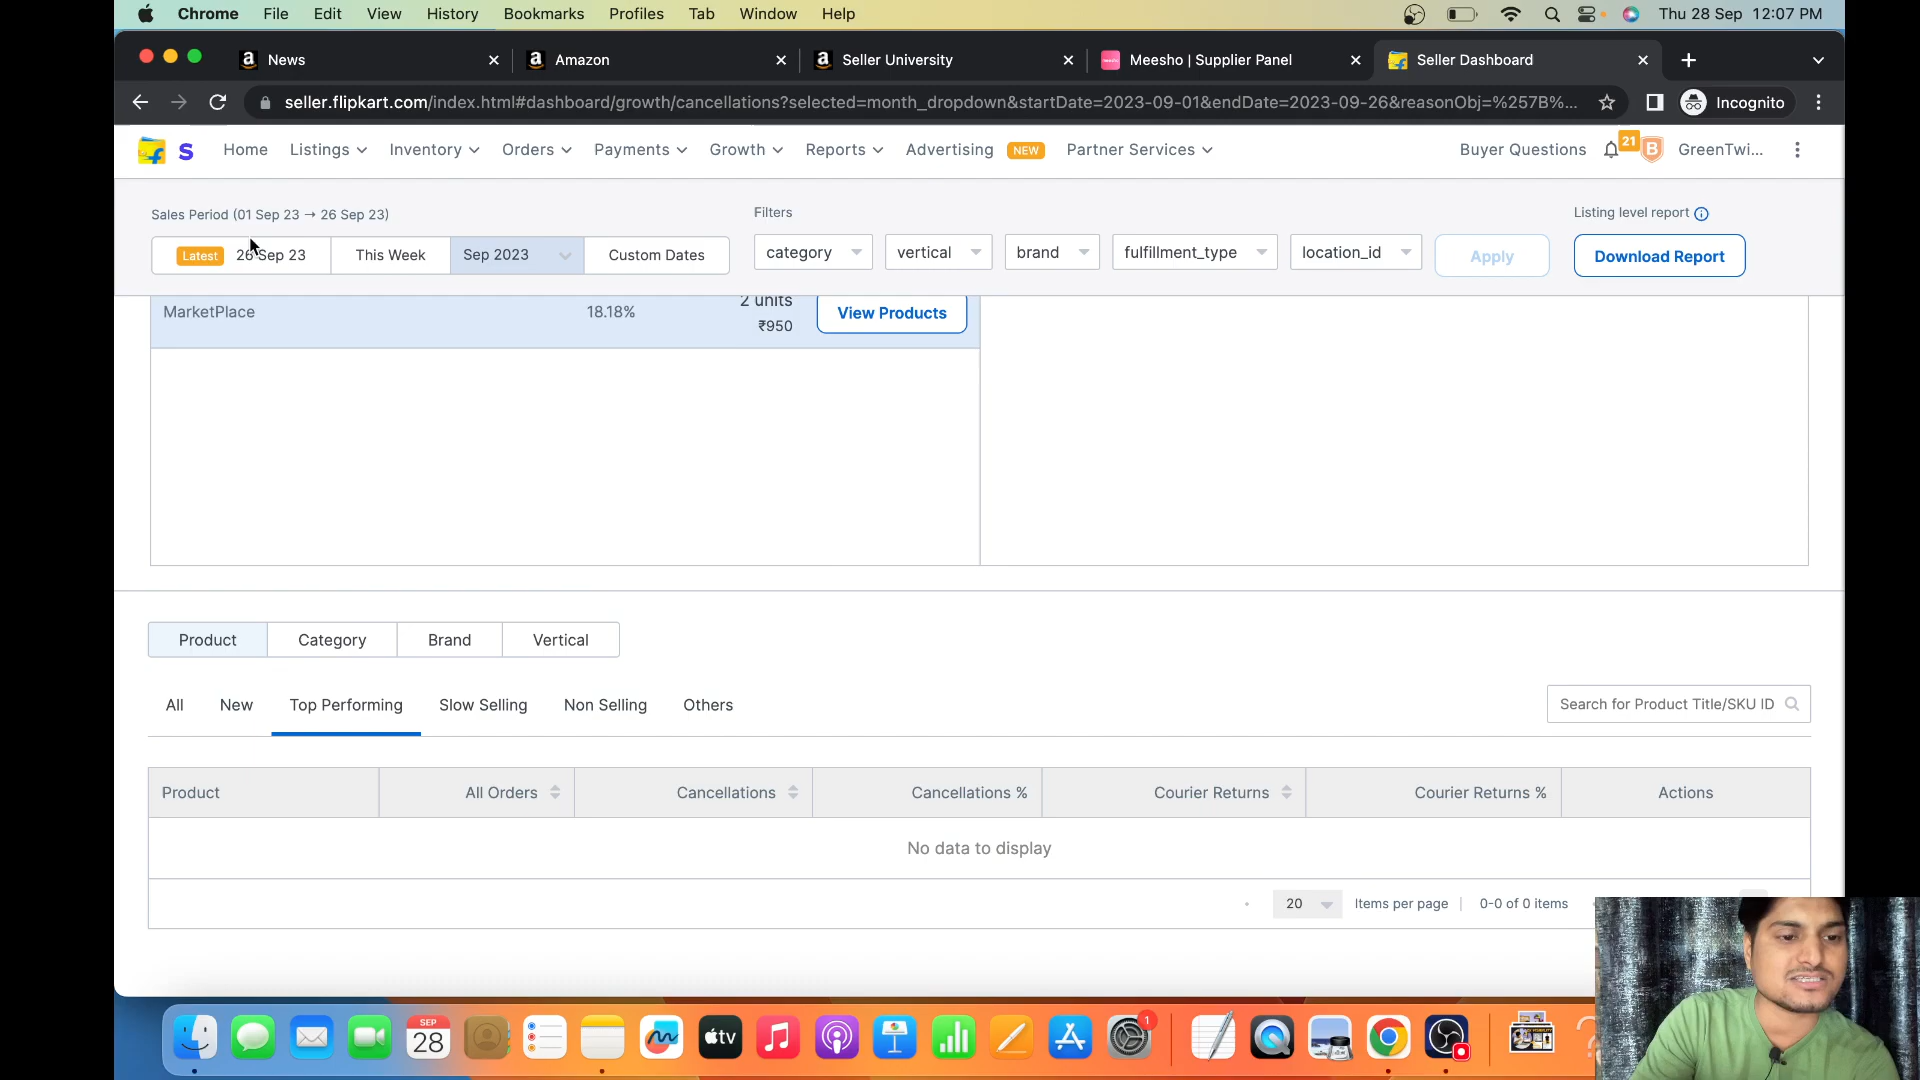 Chrome File Edit View History Bookmarks Profiles Tab Window Help Thu 28 Sep 12:07 PM
News Amazon Seller University Meesho | Supplier Panel Seller Dashboard
seller.flipkart.com/index.html#dashboard/growth/cancellations?selected=month_dropdown&startDate=2023-09-01&endDate=2023-09-26&reasonObj=%257B%... Incognito
Home Listings Inventory Orders Payments Growth Reports Advertising NEW Partner Services Buyer Questions 21 B GreenTwi...
Sales Period (01 Sep 23 → 26 Sep 23) Filters Listing level report
Latest 26 Sep 23 This Week Sep 2023 Custom Dates category vertical brand fulfillment_type location_id Apply Download Report
MarketPlace 18.18% 2 units View Products
₹950
Product Category Brand Vertical
All New Top Performing Slow Selling Non Selling Others Search for Product Title/SKU ID
Product All Orders Cancellations Cancellations % Courier Returns Courier Returns % Actions
No data to display
20 Items per page 0-0 of 0 items
SEP
28
tv
1